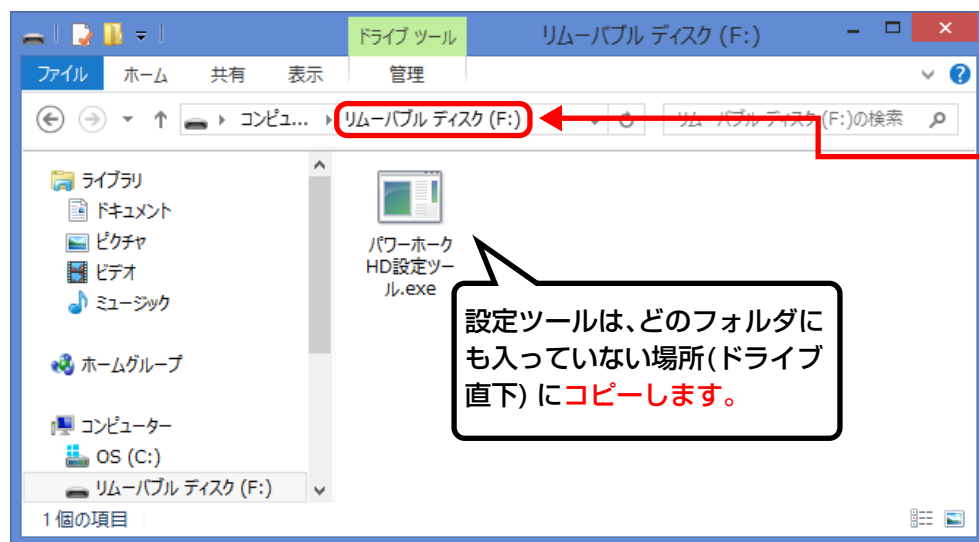 ドライブ ツール
リムーバブル ディスク (F:)
ファイル ホーム 共有 表示 管理
コンピュ... リムーバブル ディスク (F:) リムーバブル ディスク (F:)の検索
ライブラリ
ドキュメント
ピクチャ
ビデオ
ミュージック
ホームグループ
コンピューター
OS (C:)
リムーバブル ディスク (F:)
パワーホーク
HD設定ツー
ル.exe
設定ツールは、どのフォルダに
も入っていない場所(ドライブ
直下) にコピーします。
1 個の項目